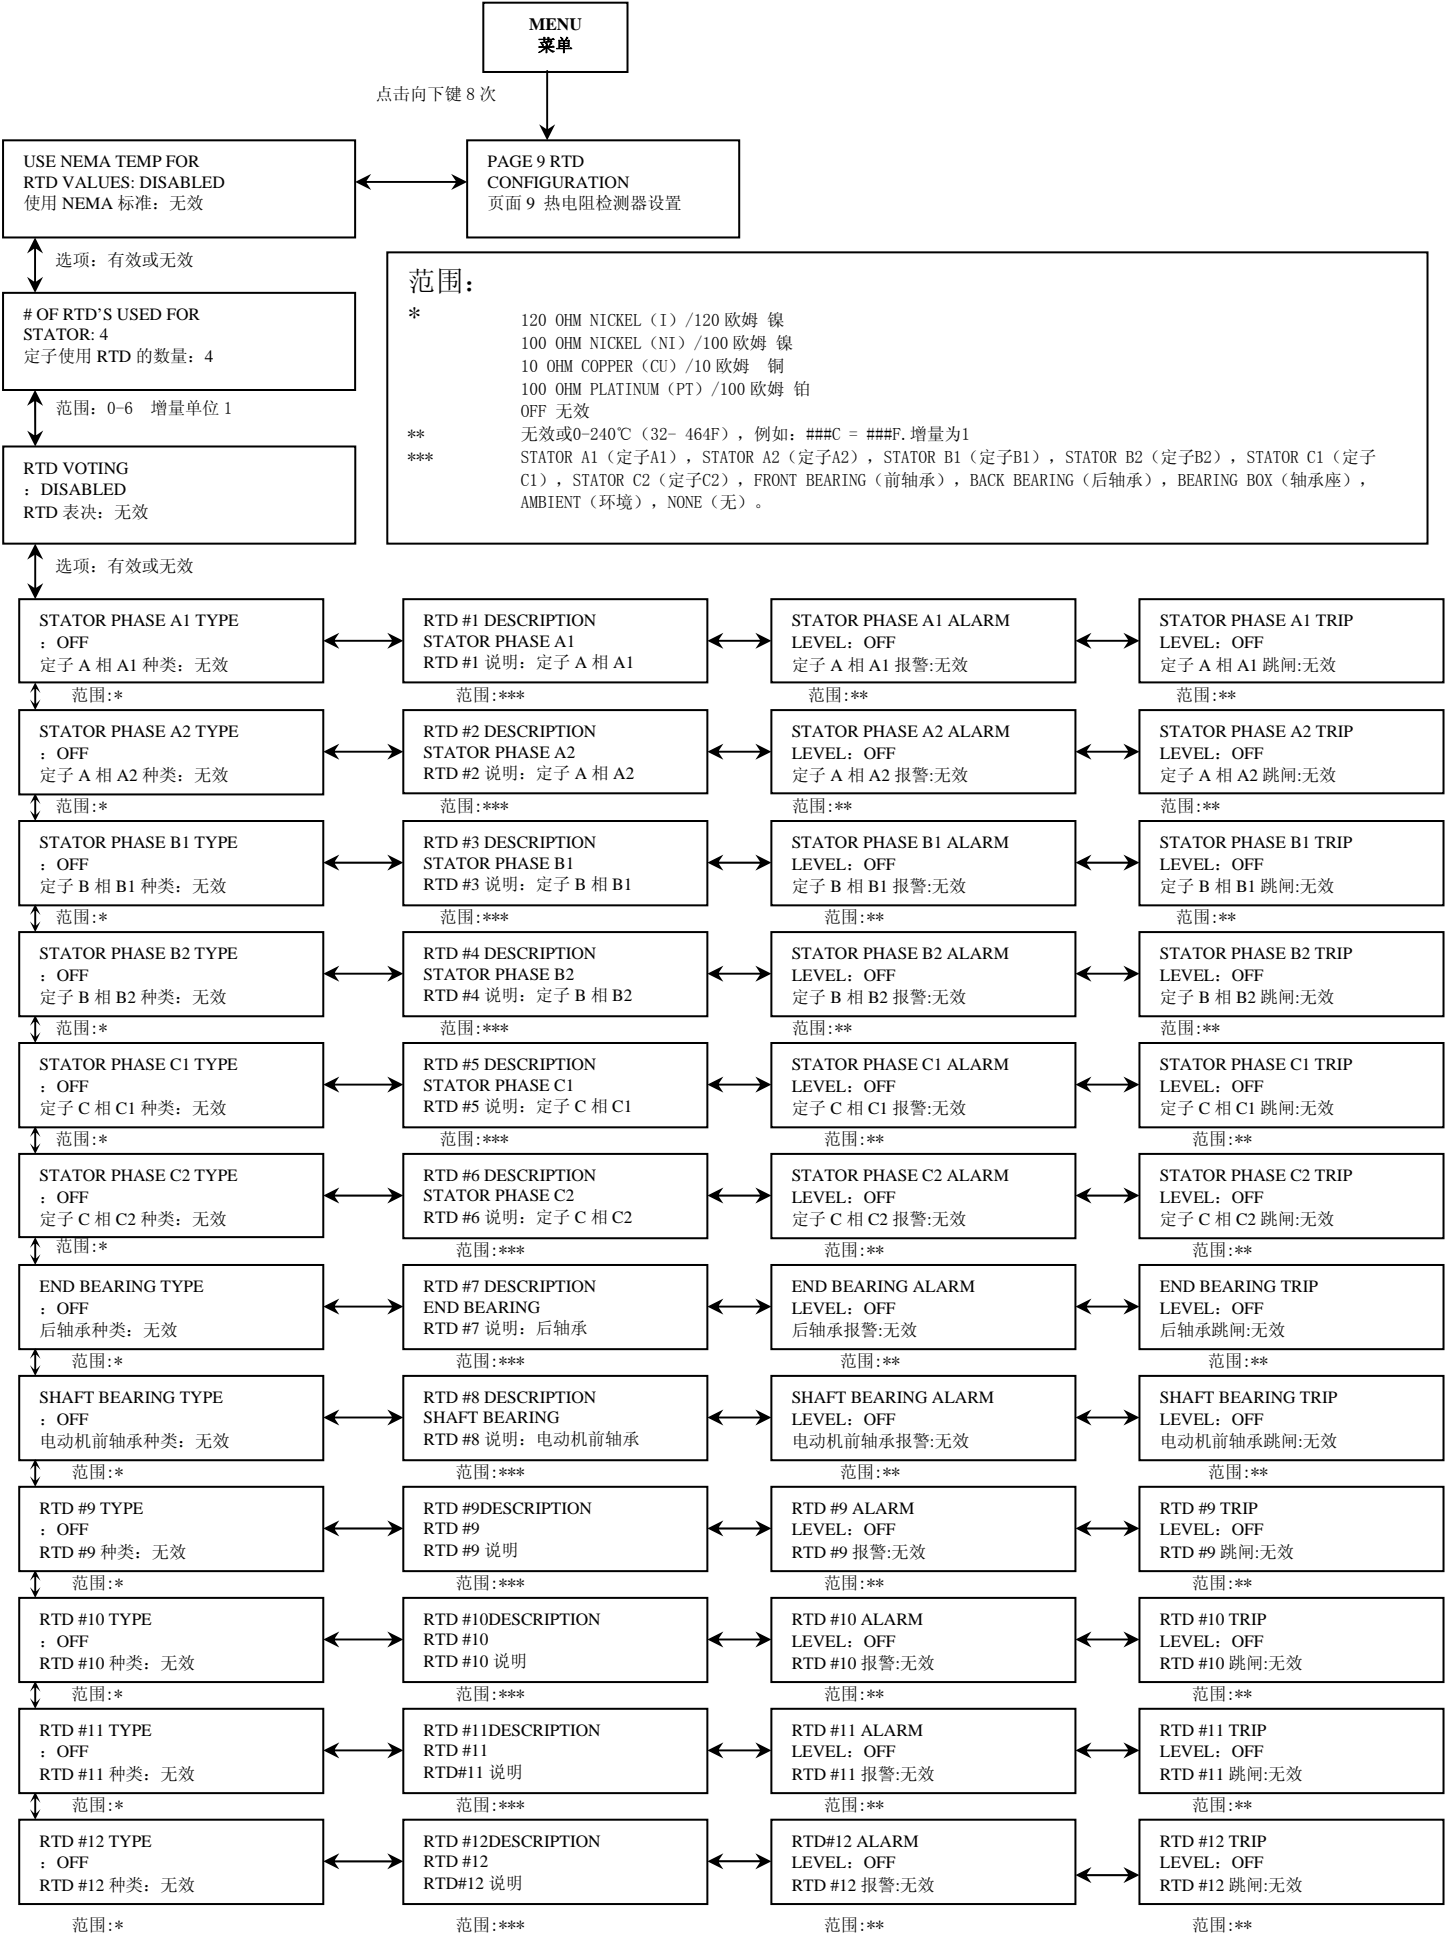 MENU
菜单
点击向下键 8 次
USE NEMA TEMP FOR
RTD VALUES: DISABLED
使用 NEMA 标准：无效
PAGE 9 RTD
CONFIGURATION
页面 9 热电阻检测器设置
选项：有效或无效
# OF RTD’S USED FOR
STATOR: 4
定子使用 RTD 的数量：4
范围：0-6 增量单位 1
RTD VOTING
：DISABLED
RTD 表决：无效
选项：有效或无效
范围：
* 120 OHM NICKEL（I）/120 欧姆 镍
100 OHM NICKEL（NI）/100 欧姆 镍
10 OHM COPPER（CU）/10 欧姆 铜
100 OHM PLATINUM（PT）/100 欧姆 铂
OFF 无效
** 无效或0-240℃（32- 464F），例如：###C = ###F.增量为1
*** STATOR A1（定子A1），STATOR A2（定子A2），STATOR B1（定子B1），STATOR B2（定子B2），STATOR C1（定子
C1），STATOR C2（定子C2），FRONT BEARING（前轴承），BACK BEARING（后轴承），BEARING BOX（轴承座），
AMBIENT（环境），NONE（无）。
STATOR PHASE A1 TYPE
：OFF
定子 A 相 A1 种类：无效
范围:*
RTD #1 DESCRIPTION
STATOR PHASE A1
RTD #1 说明：定子 A 相 A1
范围:***
STATOR PHASE A1 ALARM
LEVEL：OFF
定子 A 相 A1 报警:无效
范围:**
STATOR PHASE A1 TRIP
LEVEL：OFF
定子 A 相 A1 跳闸:无效
范围:**
STATOR PHASE A2 TYPE
：OFF
定子 A 相 A2 种类：无效
范围:*
RTD #2 DESCRIPTION
STATOR PHASE A2
RTD #2 说明：定子 A 相 A2
范围:***
STATOR PHASE A2 ALARM
LEVEL：OFF
定子 A 相 A2 报警:无效
范围:**
STATOR PHASE A2 TRIP
LEVEL：OFF
定子 A 相 A2 跳闸:无效
范围:**
STATOR PHASE B1 TYPE
：OFF
定子 B 相 B1 种类：无效
范围:*
RTD #3 DESCRIPTION
STATOR PHASE B1
RTD #3 说明：定子 B 相 B1
范围:***
STATOR PHASE B1 ALARM
LEVEL：OFF
定子 B 相 B1 报警:无效
范围:**
STATOR PHASE B1 TRIP
LEVEL：OFF
定子 B 相 B1 跳闸:无效
范围:**
STATOR PHASE B2 TYPE
：OFF
定子 B 相 B2 种类：无效
范围:*
RTD #4 DESCRIPTION
STATOR PHASE B2
RTD #4 说明：定子 B 相 B2
范围:***
STATOR PHASE B2 ALARM
LEVEL：OFF
定子 B 相 B2 报警:无效
范围:**
STATOR PHASE B2 TRIP
LEVEL：OFF
定子 B 相 B2 跳闸:无效
范围:**
STATOR PHASE C1 TYPE
：OFF
定子 C 相 C1 种类：无效
范围:*
RTD #5 DESCRIPTION
STATOR PHASE C1
RTD #5 说明：定子 C 相 C1
范围:***
STATOR PHASE C1 ALARM
LEVEL：OFF
定子 C 相 C1 报警:无效
范围:**
STATOR PHASE C1 TRIP
LEVEL：OFF
定子 C 相 C1 跳闸:无效
范围:**
STATOR PHASE C2 TYPE
：OFF
定子 C 相 C2 种类：无效
范围:*
RTD #6 DESCRIPTION
STATOR PHASE C2
RTD #6 说明：定子 C 相 C2
范围:***
STATOR PHASE C2 ALARM
LEVEL：OFF
定子 C 相 C2 报警:无效
范围:**
STATOR PHASE C2 TRIP
LEVEL：OFF
定子 C 相 C2 跳闸:无效
范围:**
END BEARING TYPE
：OFF
后轴承种类：无效
范围:*
RTD #7 DESCRIPTION
END BEARING
RTD #7 说明：后轴承
范围:***
END BEARING ALARM
LEVEL：OFF
后轴承报警:无效
范围:**
END BEARING TRIP
LEVEL：OFF
后轴承跳闸:无效
范围:**
SHAFT BEARING TYPE
：OFF
电动机前轴承种类：无效
范围:*
RTD #8 DESCRIPTION
SHAFT BEARING
RTD #8 说明：电动机前轴承
范围:***
SHAFT BEARING ALARM
LEVEL：OFF
电动机前轴承报警:无效
范围:**
SHAFT BEARING TRIP
LEVEL：OFF
电动机前轴承跳闸:无效
范围:**
RTD #9 TYPE
：OFF
RTD #9 种类：无效
范围:*
RTD #9DESCRIPTION
RTD #9
RTD #9 说明
范围:***
RTD #9 ALARM
LEVEL：OFF
RTD #9 报警:无效
范围:**
RTD #9 TRIP
LEVEL：OFF
RTD #9 跳闸:无效
范围:**
RTD #10 TYPE
：OFF
RTD #10 种类：无效
范围:*
RTD #10DESCRIPTION
RTD #10
RTD #10 说明
范围:***
RTD #10 ALARM
LEVEL：OFF
RTD #10 报警:无效
范围:**
RTD #10 TRIP
LEVEL：OFF
RTD #10 跳闸:无效
范围:**
RTD #11 TYPE
：OFF
RTD #11 种类：无效
范围:*
RTD #11DESCRIPTION
RTD #11
RTD#11 说明
范围:***
RTD #11 ALARM
LEVEL：OFF
RTD #11 报警:无效
范围:**
RTD #11 TRIP
LEVEL：OFF
RTD #11 跳闸:无效
范围:**
RTD #12 TYPE
：OFF
RTD #12 种类：无效
范围:*
RTD #12DESCRIPTION
RTD #12
RTD#12 说明
范围:***
RTD#12 ALARM
LEVEL：OFF
RTD #12 报警:无效
范围:**
RTD #12 TRIP
LEVEL：OFF
RTD #12 跳闸:无效
范围:**